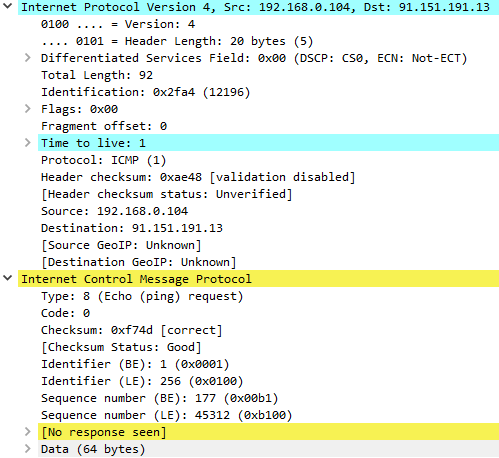 Internet Protocol Version 4, Src: 192.168.0.104, Dst: 91.151.191.13
0100 .... = Version: 4
.... 0101 = Header Length: 20 bytes (5)
Differentiated Services Field: 0x00 (DSCP: CS0, ECN: Not-ECT)
Total Length: 92
Identification: 0x2fa4 (12196)
Flags: 0x00
Fragment offset: 0
Time to live: 1
Protocol: ICMP (1)
Header checksum: 0xae48 [validation disabled]
[Header checksum status: Unverified]
Source: 192.168.0.104
Destination: 91.151.191.13
[Source GeoIP: Unknown]
[Destination GeoIP: Unknown]
Internet Control Message Protocol
Type: 8 (Echo (ping) request)
Code: 0
Checksum: 0xf74d [correct]
[Checksum Status: Good]
Identifier (BE): 1 (0x0001)
Identifier (LE): 256 (0x0100)
Sequence number (BE): 177 (0x00b1)
Sequence number (LE): 45312 (0xb100)
[No response seen]
Data (64 bytes)